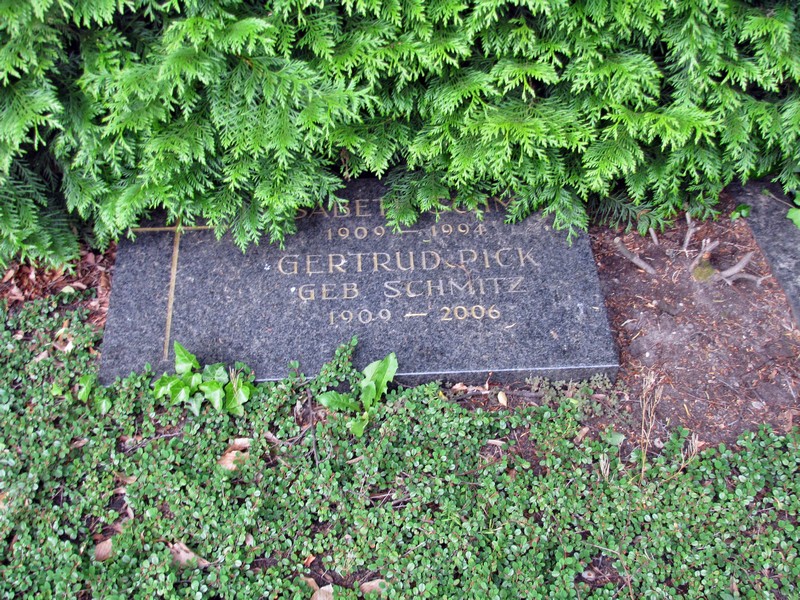 1909 – 1994
GERTRUD PICK
GEB SCHMITZ
1909 – 2006